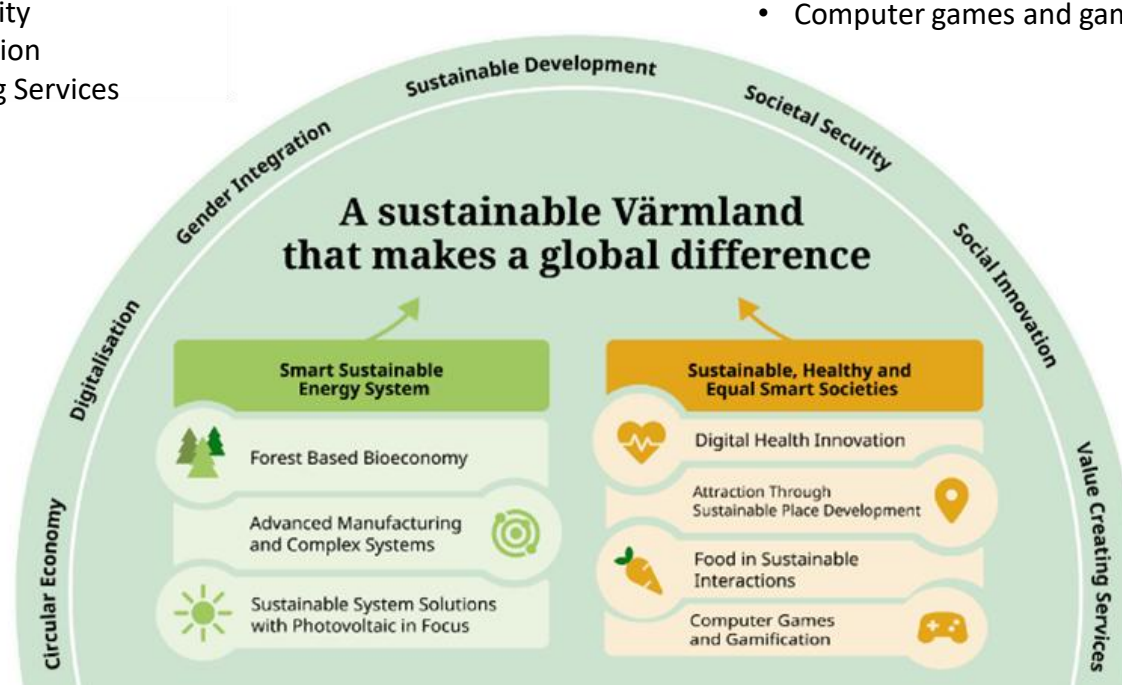 ity
ion
g Services
• Computer games and gam
Circular Economy
Digitalisation
Gender Integration
Sustainable Development
Societal Security
Social Innovation
Value Creating Services
A sustainable Värmland
that makes a global difference
Smart Sustainable
Energy System
Forest Based Bioeconomy
Advanced Manufacturing
and Complex Systems
Sustainable System Solutions
with Photovoltaic in Focus
Sustainable, Healthy and
Equal Smart Societies
Digital Health Innovation
Attraction Through
Sustainable Place Development
Food in Sustainable
Interactions
Computer Games
and Gamification